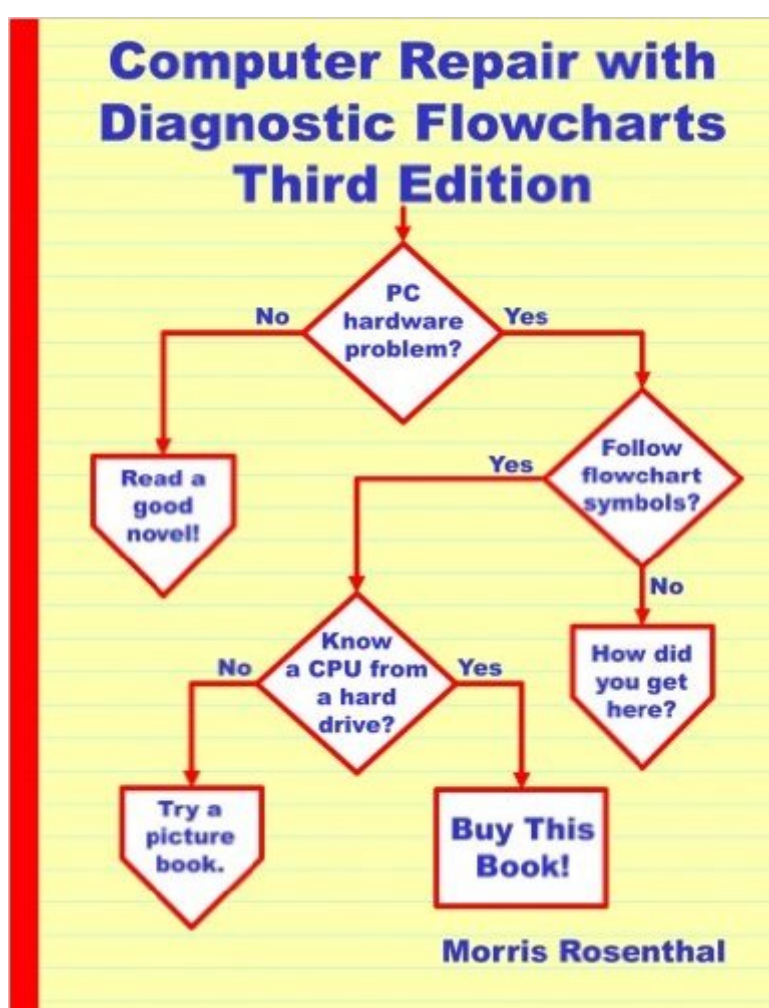 Computer Repair with
Diagnostic Flowcharts
Third Edition
PC
hardware
problem?
No
Yes
Follow
flowchart
symbols?
Yes
No
Read a
good
novel!
Know
a CPU from
a hard
drive?
No
Yes
How did
you get
here?
Try a
picture
book.
Buy This
Book!
Morris Rosenthal